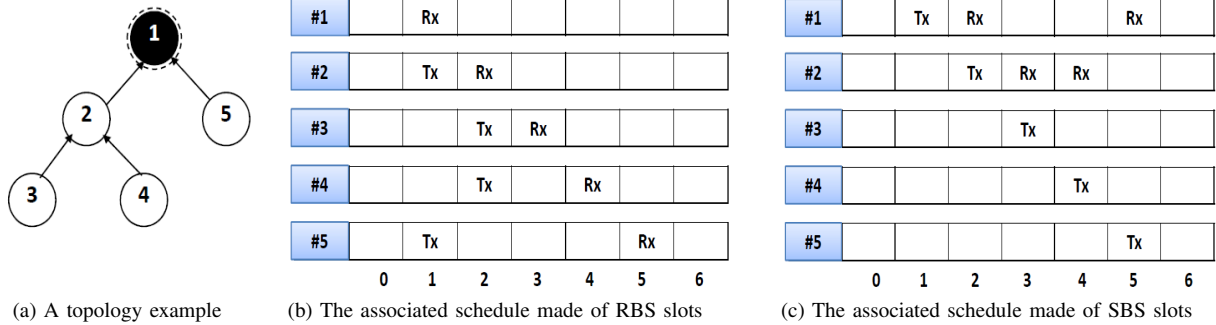 1
2
5
3
4
#1 Rx
#2 Tx Rx
#3 Tx Rx
#4 Tx Rx
#5 Tx Rx
0 1 2 3 4 5 6
#1 Tx Rx Rx
#2 Tx Rx Rx
#3 Tx
#4 Tx
#5 Tx
0 1 2 3 4 5 6
(a) A topology example
(b) The associated schedule made of RBS slots
(c) The associated schedule made of SBS slots